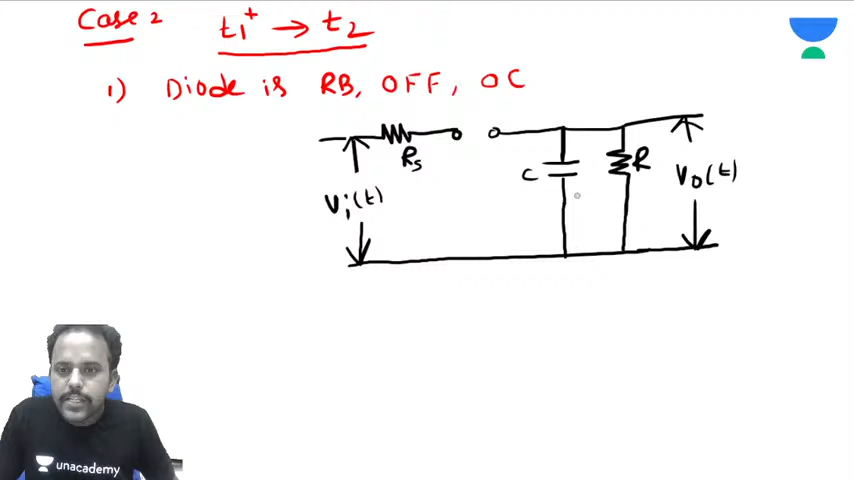 Case 2 t₁⁺ → t₂
1) Diode is RB, OFF, OC
Rs
C R
Vi(t) Vo(t)
unacademy